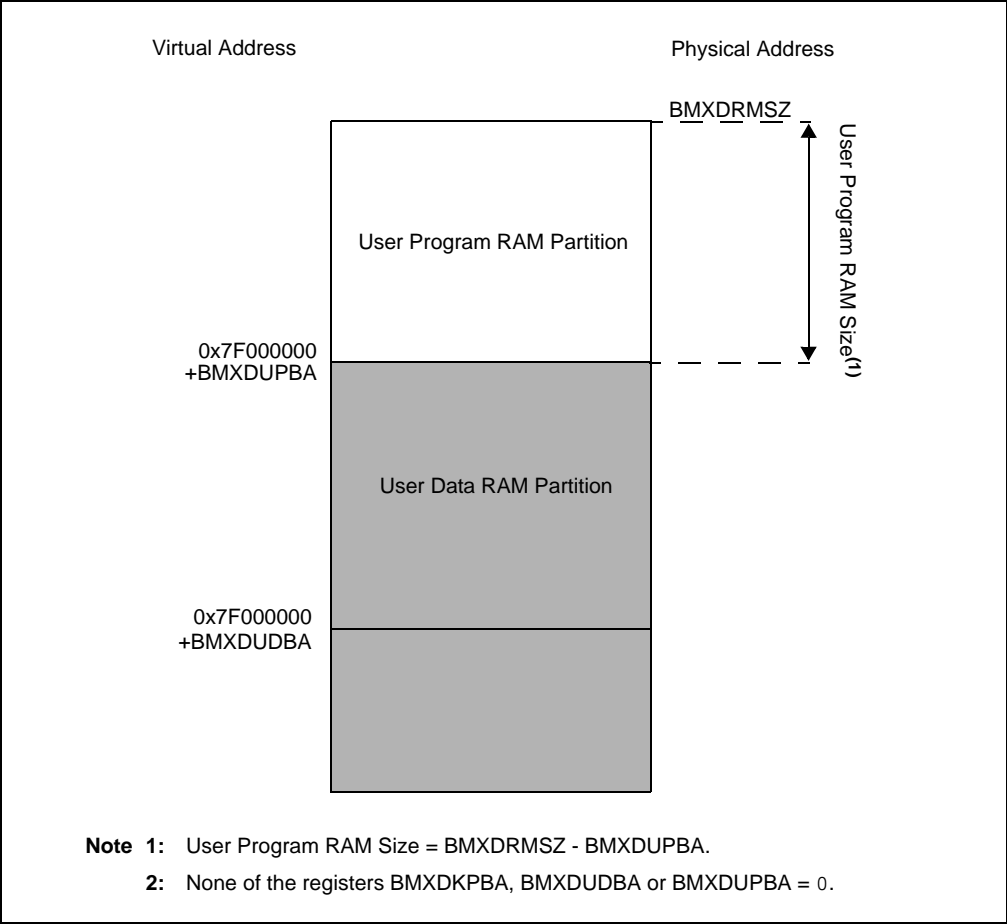 Virtual Address
Physical Address
BMXDRMSZ
User Program RAM Size(1)
User Program RAM Partition
0x7F000000
+BMXDUPBA
User Data RAM Partition
0x7F000000
+BMXDUDBA
Note 1: User Program RAM Size = BMXDRMSZ - BMXDUPBA.
2: None of the registers BMXDKPBA, BMXDUDBA or BMXDUPBA = 0.